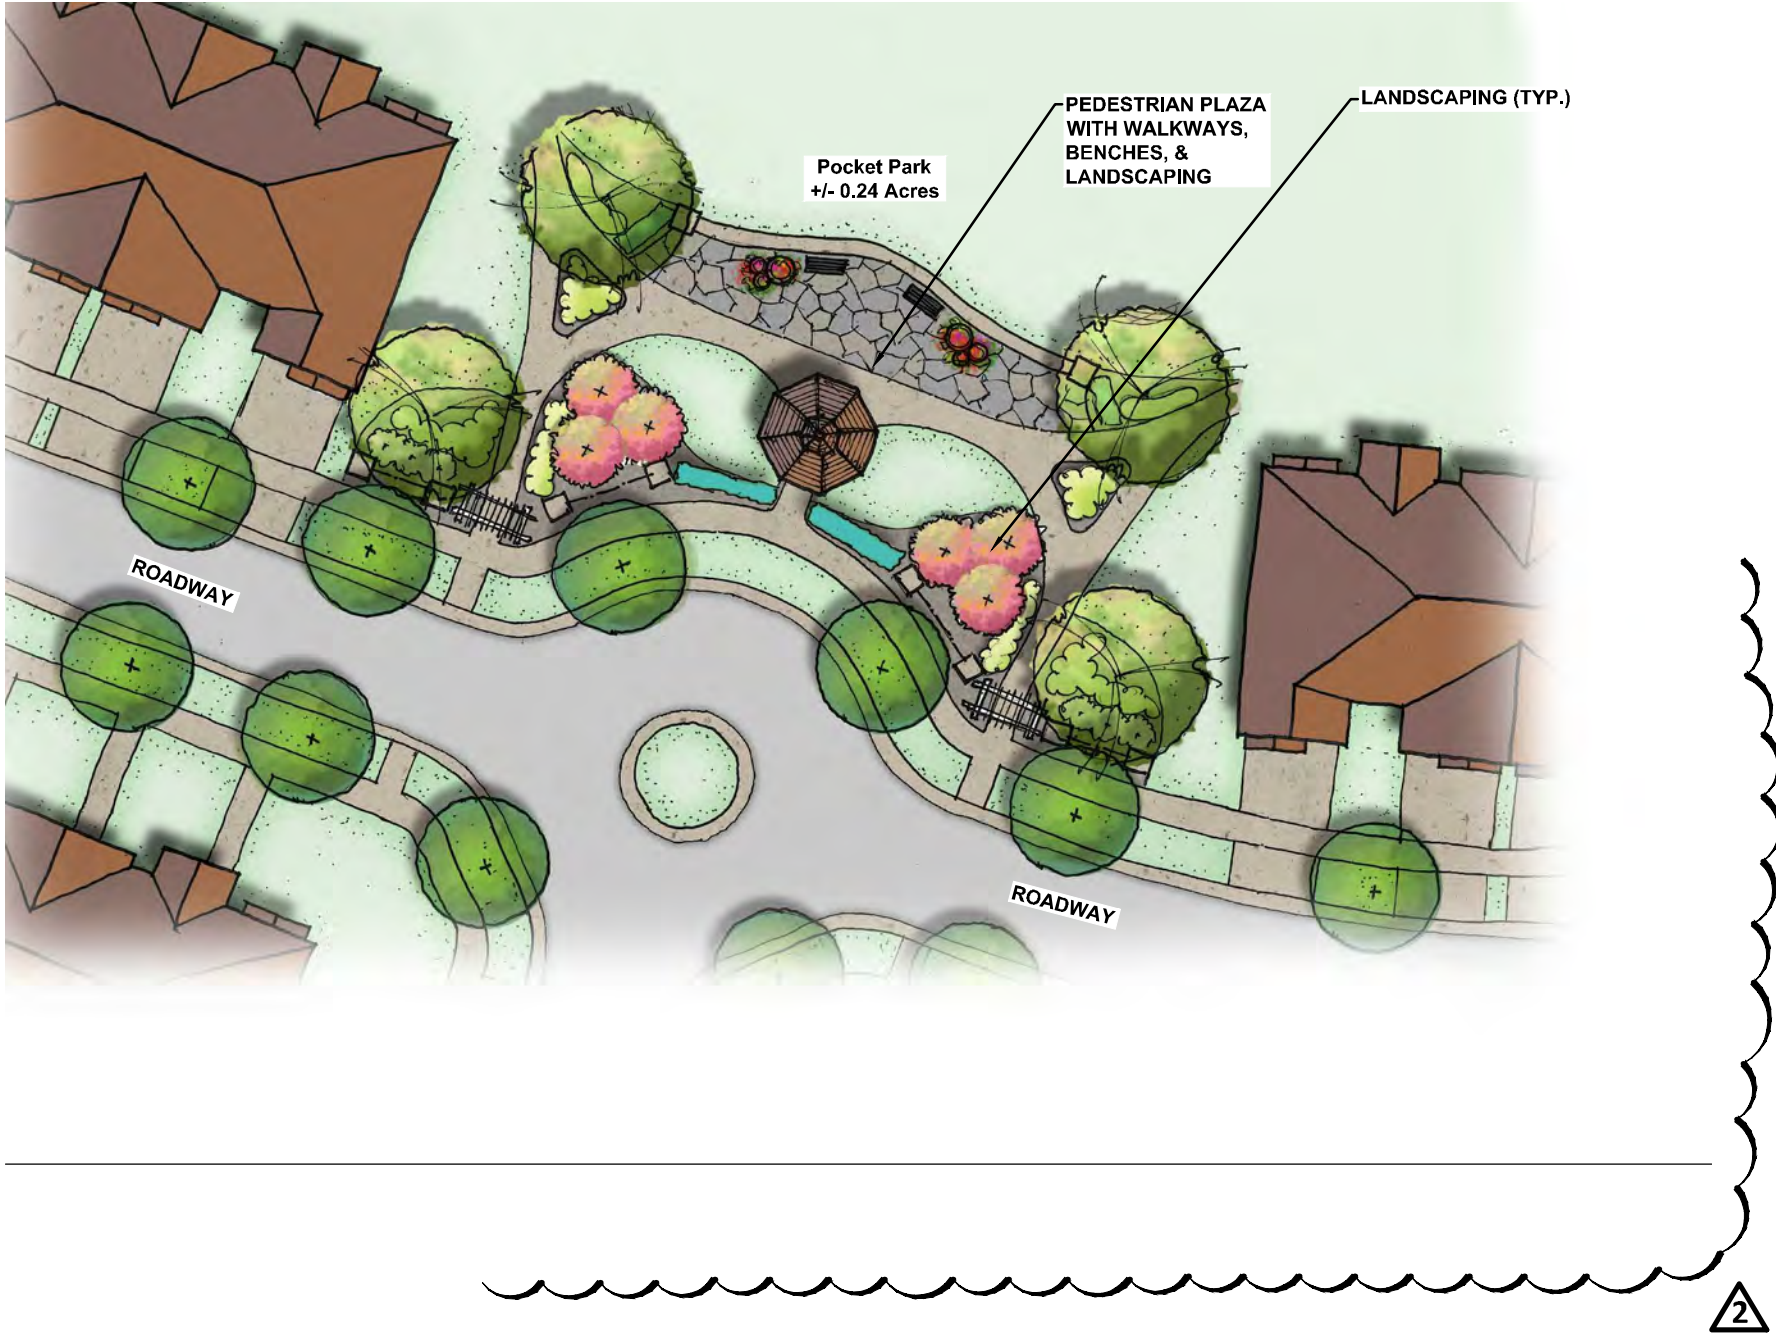 PEDESTRIAN PLAZA
WITH WALKWAYS,
BENCHES, &
LANDSCAPING
LANDSCAPING (TYP.)
Pocket Park
+/- 0.24 Acres
ROADWAY
ROADWAY
2